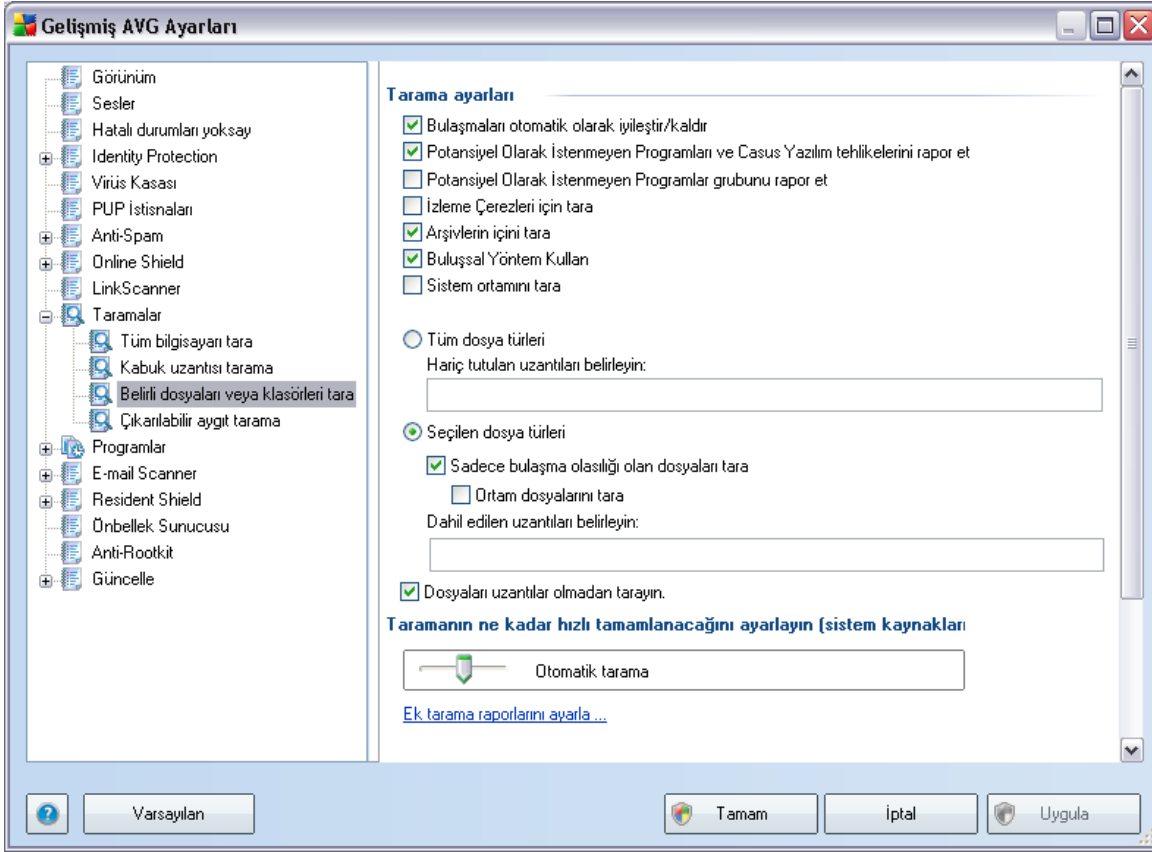 Gelişmiş AVG Ayarları
Görünüm
Sesler
Hatalı durumları yoksay
Identity Protection
Virüs Kasası
PUP İstisnaları
Anti-Spam
Online Shield
LinkScanner
Taramalar
Tüm bilgisayarı tara
Kabuk uzantısı tarama
Belirli dosyaları veya klasörleri tara
Çıkarılabilir aygıt tarama
Programlar
E-mail Scanner
Resident Shield
Önbellek Sunucusu
Anti-Rootkit
Güncelle
Tarama ayarları
Bulaşmaları otomatik olarak iyileştir/kaldır
Potansiyel Olarak İstenmeyen Programları ve Casus Yazılım tehlikelerini rapor et
Potansiyel Olarak İstenmeyen Programlar grubunu rapor et
İzleme Çerezleri için tara
Arşivlerin içini tara
Buluşsal Yöntem Kullan
Sistem ortamını tara
Tüm dosya türleri
Hariç tutulan uzantıları belirleyin:
Seçilen dosya türleri
Sadece bulaşma olasılığı olan dosyaları tara
Ortam dosyalarını tara
Dahil edilen uzantıları belirleyin:
Dosyaları uzantılar olmadan tarayın.
Taramanın ne kadar hızlı tamamlanacağını ayarlayın (sistem kaynakları
Otomatik tarama
Ek tarama raporlarını ayarla ...
Varsayılan
Tamam
İptal
Uygula